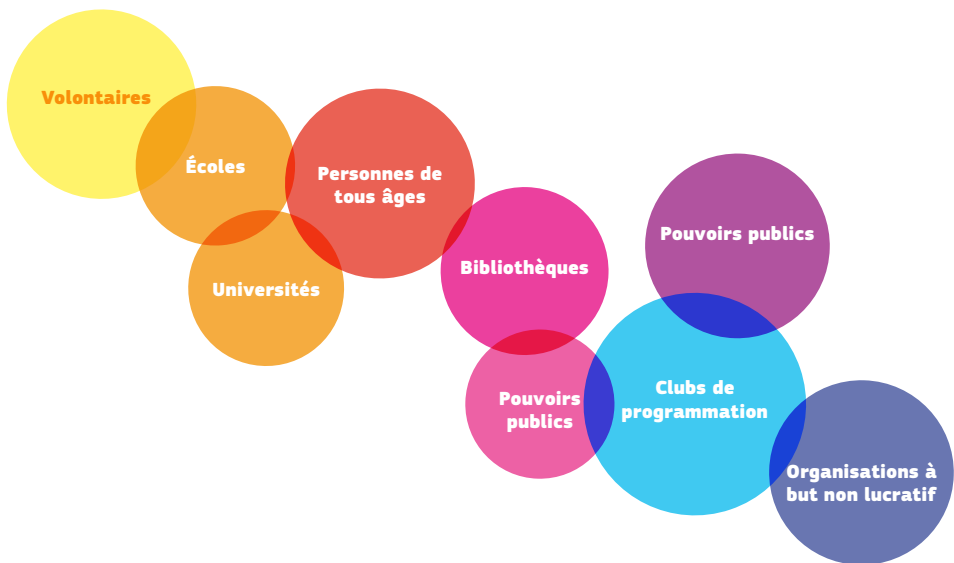 Volontaires
Écoles
Personnes de
tous âges
Universités
Bibliothèques
Pouvoirs publics
Pouvoirs
publics
Clubs de
programmation
Organisations à
but non lucratif